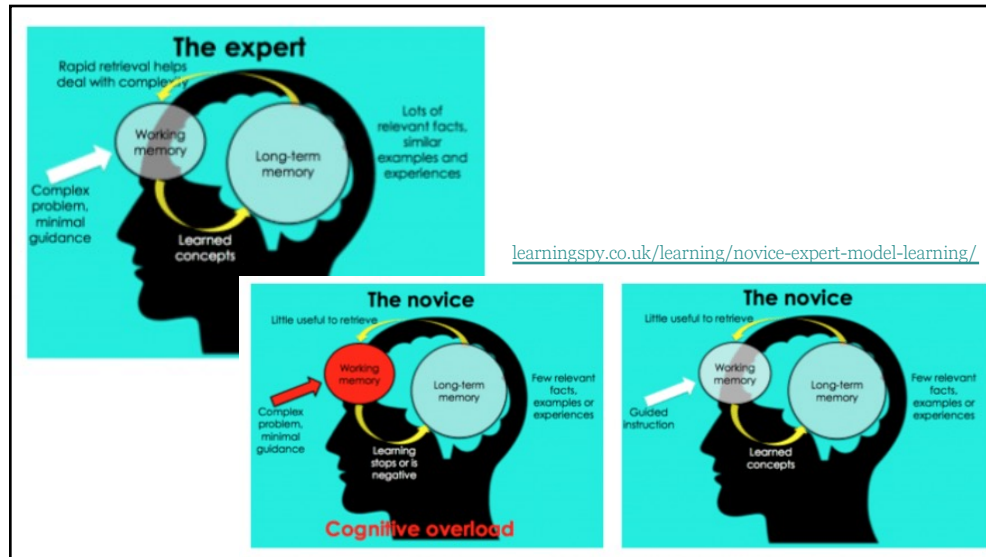 The expert
Rapid retrieval helps
deal with complexity
Working
memory
Long-term
memory
Lots of
relevant facts,
similar
examples and
experiences
Complex
problem,
minimal
guidance
Learned
concepts
learningspy.co.uk/learning/novice-expert-model-learning/
The novice
Little useful to retrieve
Working
memory
Long-term
memory
Few relevant
facts,
examples or
experiences
Complex
problem,
minimal
guidance
Learning
stops or is
negative
Cognitive overload
The novice
Little useful to retrieve
Working
memory
Long-term
memory
Few relevant
facts,
examples or
experiences
Guided
instruction
Learned
concepts